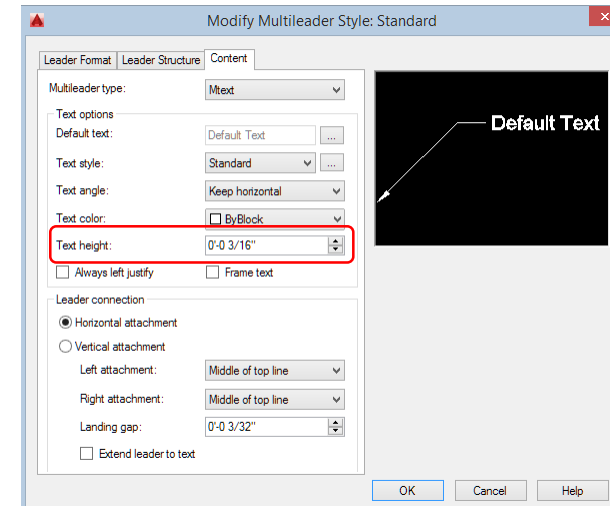 Modify Multileader Style: Standard
Leader Format Leader Structure Content
Multileader type: Mtext
Text options
Default text: Default Text ...
Text style: Standard ...
Text angle: Keep horizontal
Text color: ByBlock
Text height: 0'-0 3/16"
Always left justify Frame text
Leader connection
Horizontal attachment
Vertical attachment
Left attachment: Middle of top line
Right attachment: Middle of top line
Landing gap: 0'-0 3/32"
Extend leader to text
Default Text
OK Cancel Help